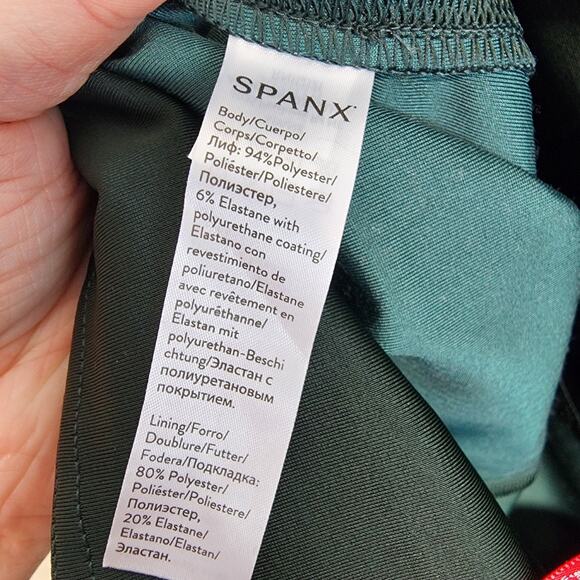 SPANX
Body/Cuerpo/
Corps/Corpetto/
Лиф: 94%Polyester/
Poliéster/Poliestere/
Полиэстер,
6% Elastane with
polyurethane coating/
Elastano con
revestimiento de
poliuretano/Elastane
avec revêtement en
polyuréthanne/
Elastan mit
polyurethan-Beschi
chtung/Эластан с
полиуретановым
покрытием.
Lining/Forro/
Doublure/Futter/
Fodera/Подкладка:
80% Polyester/
Poliéster/Poliestere/
Полиэстер,
20% Elastane/
Elastano/Elastan/
Эластан.